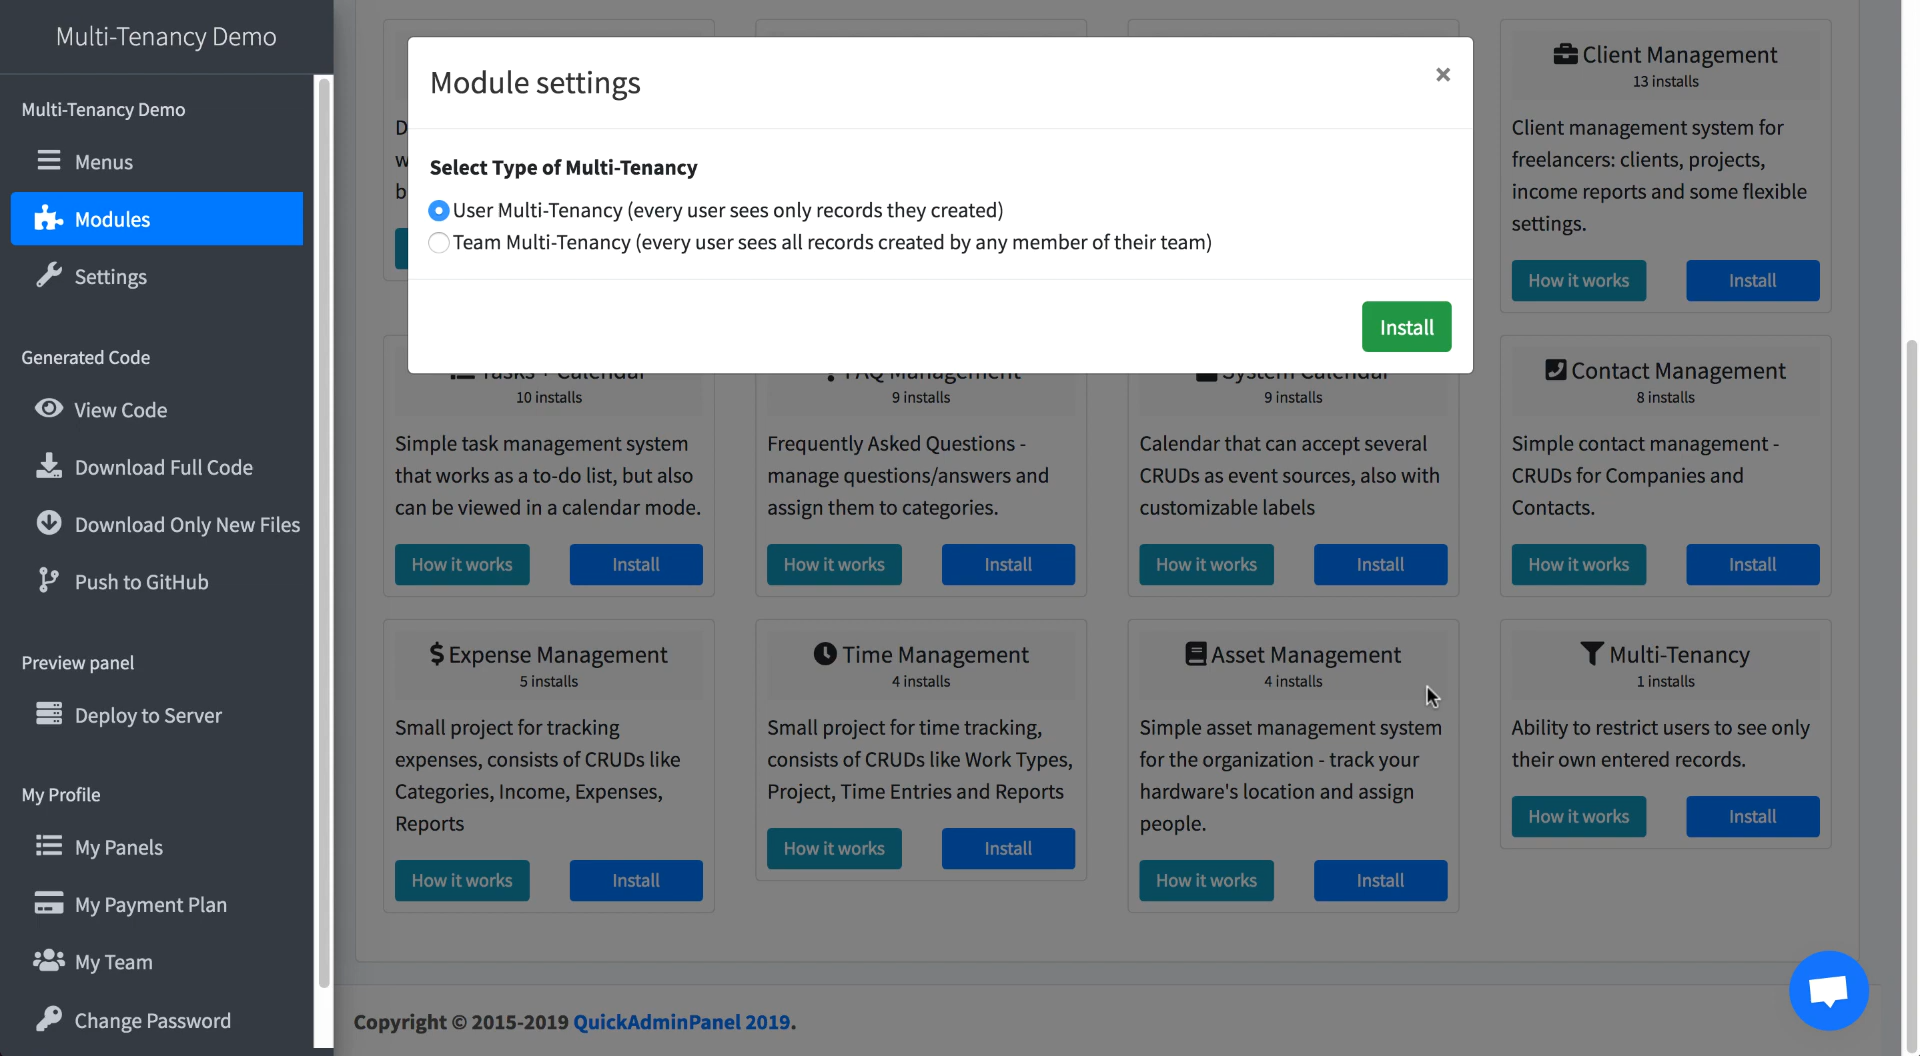 Multi-Tenancy Demo
Multi-Tenancy Demo
Menus
Modules
Settings
Generated Code
View Code
Download Full Code
Download Only New Files
Push to GitHub
Preview panel
Deploy to Server
My Profile
My Panels
My Payment Plan
My Team
Change Password
Module settings
×
Select Type of Multi-Tenancy
User Multi-Tenancy (every user sees only records they created)
Team Multi-Tenancy (every user sees all records created by any member of their team)
Install
D
w
b
Client Management
13 installs
Client management system for
freelancers: clients, projects,
income reports and some flexible
settings.
How it works
Install
Tasks + Calendar
10 installs
Simple task management system
that works as a to-do list, but also
can be viewed in a calendar mode.
How it works
Install
FAQ Management
9 installs
Frequently Asked Questions -
manage questions/answers and
assign them to categories.
How it works
Install
System Calendar
9 installs
Calendar that can accept several
CRUDs as event sources, also with
customizable labels
How it works
Install
Contact Management
8 installs
Simple contact management -
CRUDs for Companies and
Contacts.
How it works
Install
Expense Management
5 installs
Small project for tracking
expenses, consists of CRUDs like
Categories, Income, Expenses,
Reports
How it works
Install
Time Management
4 installs
Small project for time tracking,
consists of CRUDs like Work Types,
Project, Time Entries and Reports
How it works
Install
Asset Management
4 installs
Simple asset management system
for the organization - track your
hardware's location and assign
people.
How it works
Install
Multi-Tenancy
1 installs
Ability to restrict users to see only
their own entered records.
How it works
Install
Copyright © 2015-2019 QuickAdminPanel 2019.